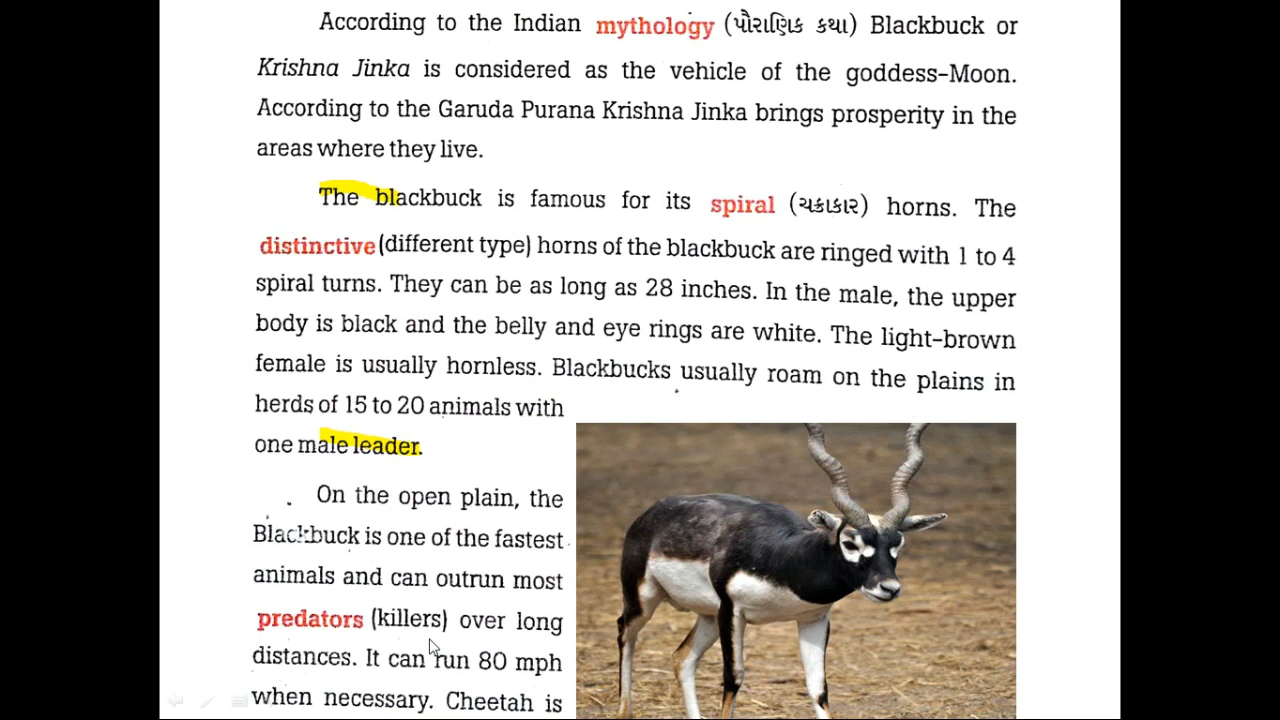 According to the Indian mythology (પૌરાણિક કથા) Blackbuck or
Krishna Jinka is considered as the vehicle of the goddess-Moon.
According to the Garuda Purana Krishna Jinka brings prosperity in the
areas where they live.
The blackbuck is famous for its spiral (ચક્રાકાર) horns. The
distinctive (different type) horns of the blackbuck are ringed with 1 to 4
spiral turns. They can be as long as 28 inches. In the male, the upper
body is black and the belly and eye rings are white. The light-brown
female is usually hornless. Blackbucks usually roam on the plains in
herds of 15 to 20 animals with
one male leader.
On the open plain, the
Blackbuck is one of the fastest
animals and can outrun most
predators (killers) over long
distances. It can run 80 mph
when necessary. Cheetah is